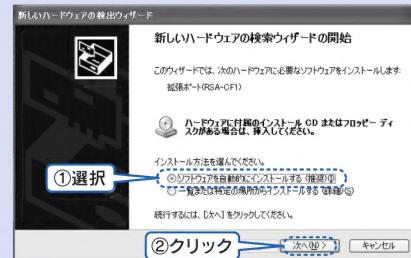 新しいハードウェアの検出ウィザード
新しいハードウェアの検索ウィザードの開始
このウィザードでは、次のハードウェアに必要なソフトウェアをインストールします:
拡張ボート(RSA-CF1)
ハードウェアに付属のインストール CD またはフロッピー ディ
スクがある場合は、挿入してください。
インストール方法を選んでください。
①選択
ソフトウェアを自動的にインストールする (推奨)(I)
一覧または特定の場所からインストールする (詳細)(S)
続行するには、[次へ] をクリックしてください。
②クリック
次へ(N) >
キャンセル